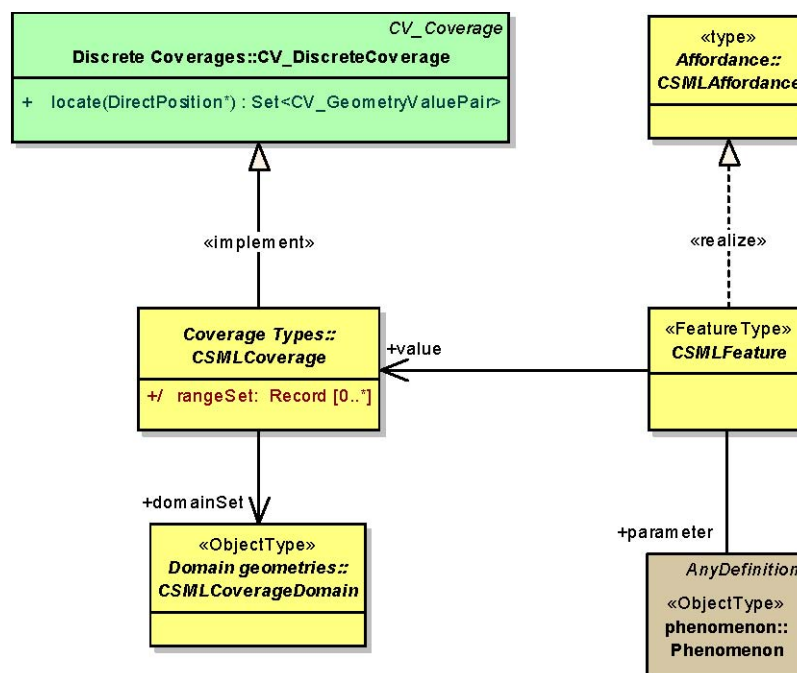 CV_Coverage
Discrete Coverages::CV_DiscreteCoverage
+ locate(DirectPosition*) : Set<CV_GeometryValuePair>
«type»
Affordance::
CSMLAffordance
«implement»
«realize»
Coverage Types::
CSMLCoverage
+/ rangeSet: Record [0..*]
+value
«FeatureType»
CSMLFeature
+domainSet
«ObjectType»
Domain geometries::
CSMLCoverageDomain
+parameter
AnyDefinition
«ObjectType»
phenomenon::
Phenomenon